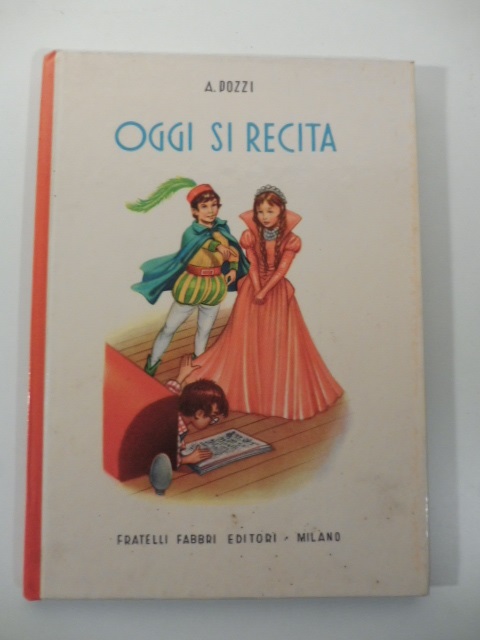 A. POZZI
OGGI SI RECITA
FRATELLI FABBRI EDITORI - MILANO